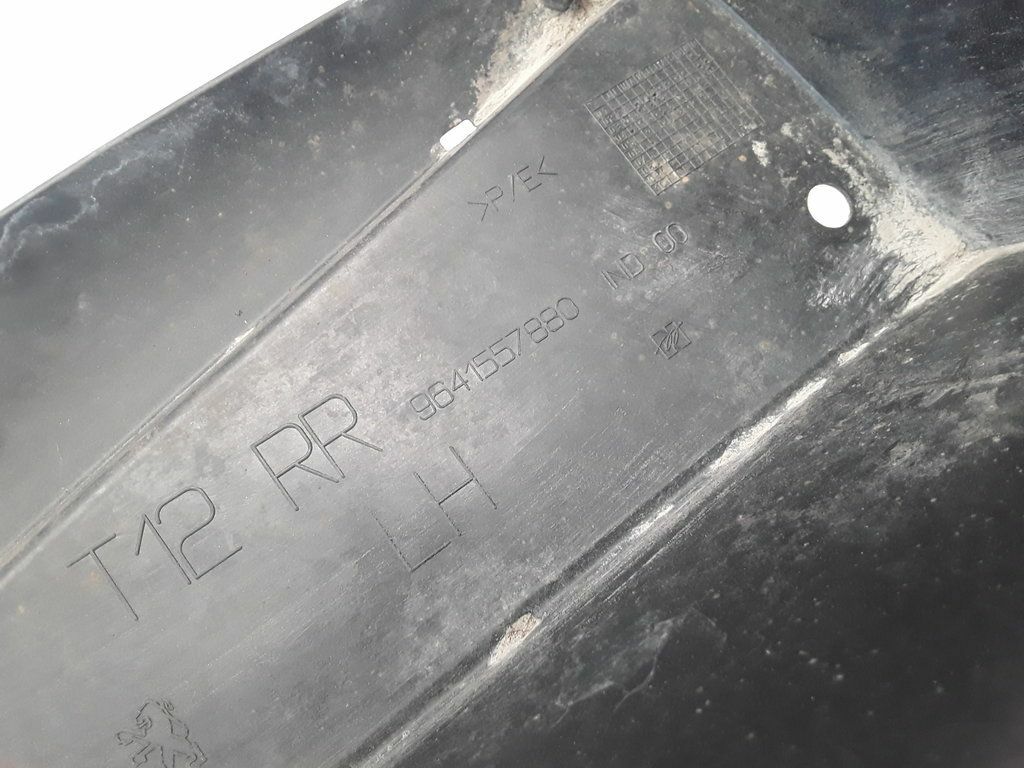 >P/E<
IND 00
9641557880
T12 RR
LH